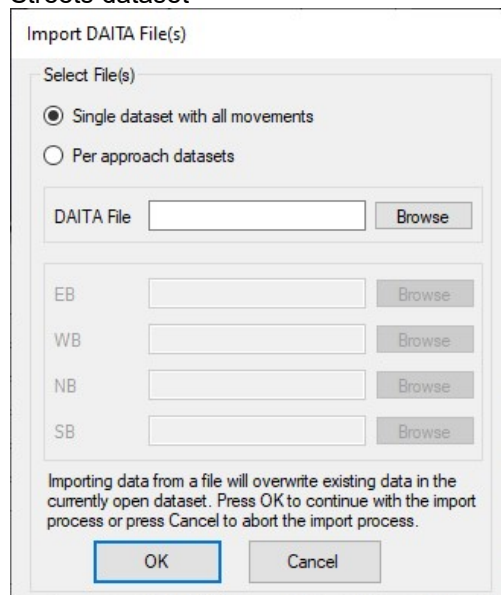 Import DAITA File(s)
Select File(s)
Single dataset with all movements
Per approach datasets
DAITA File Browse
EB Browse
WB Browse
NB Browse
SB Browse
Importing data from a file will overwrite existing data in the
currently open dataset. Press OK to continue with the import
process or press Cancel to abort the import process.
OK Cancel